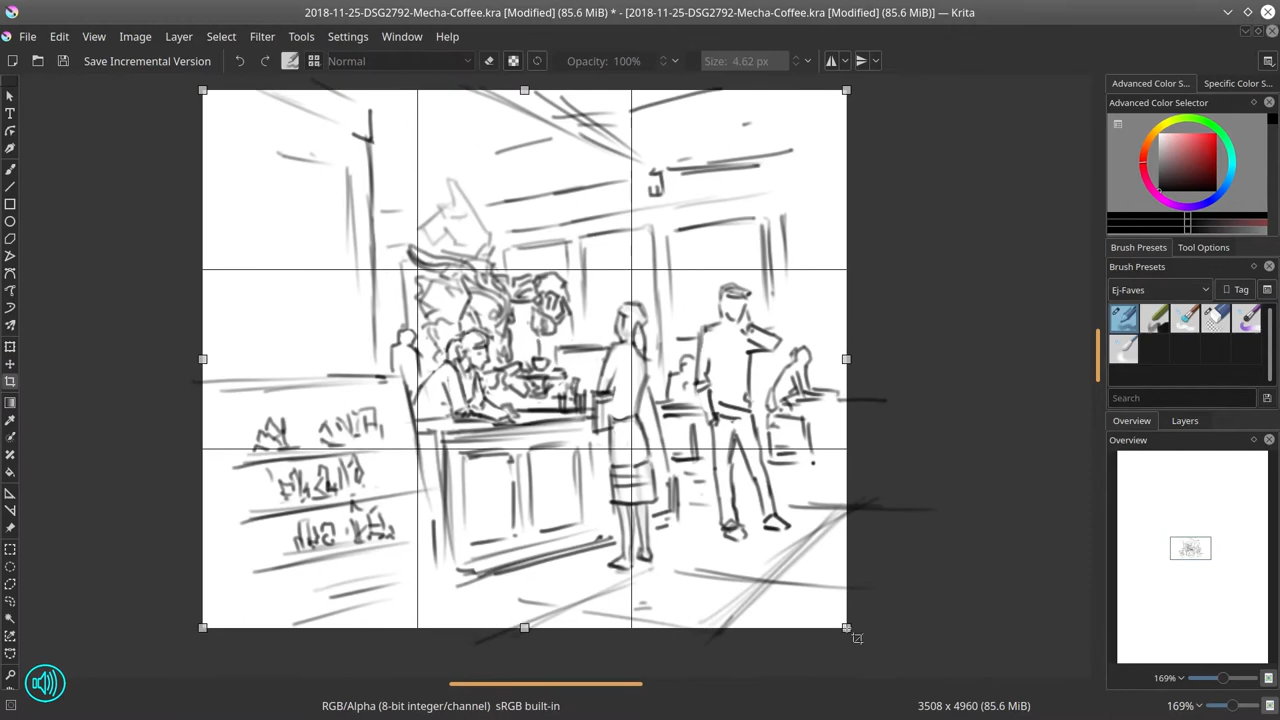 2018-11-25-DSG2792-Mecha-Coffee.kra [Modified] (85.6 MiB) * - [2018-11-25-DSG2792-Mecha-Coffee.kra [Modified] (85.6 MiB)] — Krita
File Edit View Image Layer Select Filter Tools Settings Window Help
Save Incremental Version Normal Opacity: 100% Size: 4.62 px
Advanced Color S... Specific Color S...
Advanced Color Selector
Brush Presets Tool Options
Brush Presets
Ej-Faves Tag
Search
Overview Layers
Overview
169%
RGB/Alpha (8-bit integer/channel) sRGB built-in 3508 x 4960 (85.6 MiB) 169%